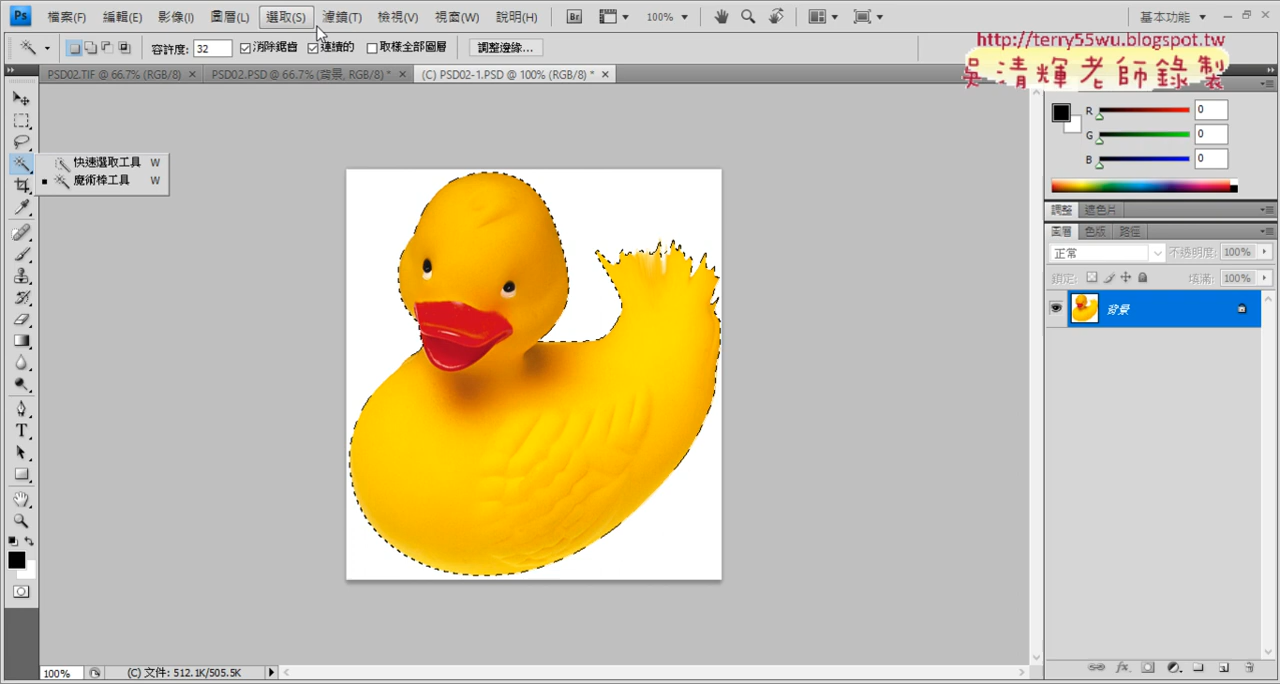 Ps 檔案(F) 編輯(E) 影像(I) 圖層(L) 選取(S) 濾鏡(T) 檢視(V) 視窗(W) 說明(H) Br 100% 基本功能
容許度: 32 消除鋸齒 連續的 取樣全部圖層 調整邊緣...
http://terry55wu.blogspot.tw
吳清輝老師錄製
PSD02.TIF @ 66.7% (RGB/8) PSD02.PSD @ 66.7% (背景, RGB/8) * (C) PSD02-1.PSD @ 100% (RGB/8) *
快速選取工具 W
魔術棒工具 W
R 0
G 0
B 0
調整 遮色片
圖層 色版 路徑
正常 不透明度: 100%
鎖定: 填滿: 100%
背景
T
100% (C) 文件: 512.1K/505.5K
fx